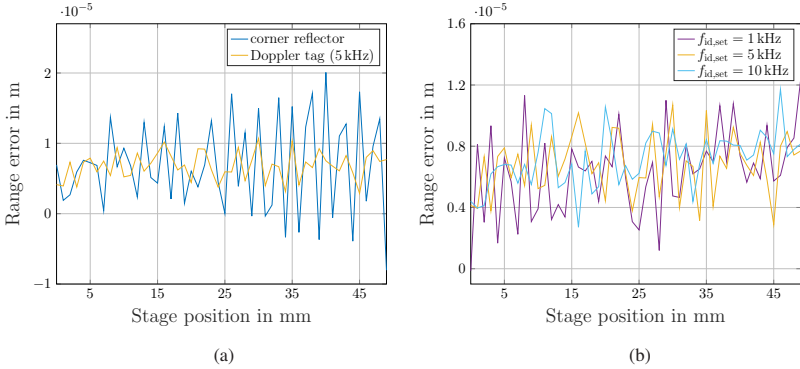 ·10⁻⁵
2
1
0
−1
Range error in m
corner reflector
Doppler tag (5 kHz)
5 15 25 35 45
Stage position in mm
(a)
·10⁻⁵
1.6
1.2
0.8
0.4
0
Range error in m
f_id,set = 1 kHz
f_id,set = 5 kHz
f_id,set = 10 kHz
5 15 25 35 45
Stage position in mm
(b)